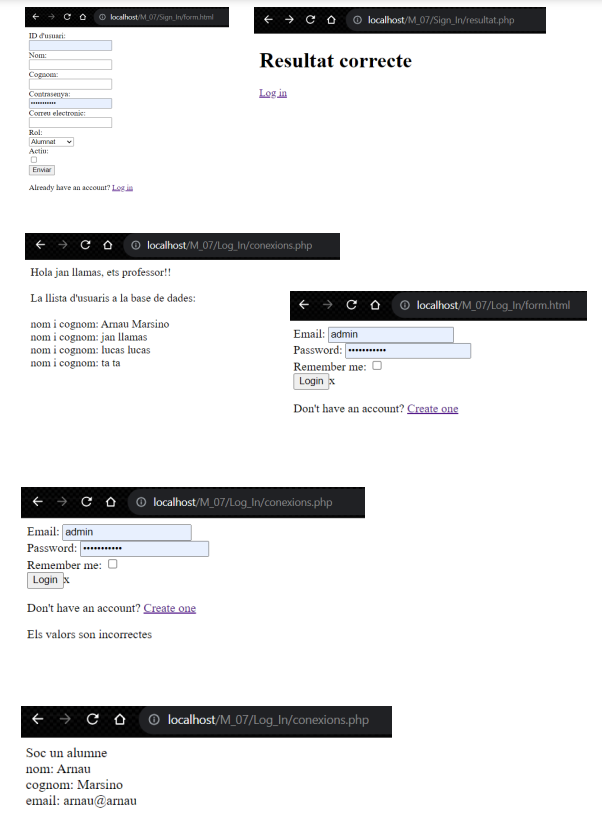 localhost/M_07/Sign_In/form.html
ID d'usuari:
Nom:
Cognom:
Contrasenya:
•••••••••••
Correu electronic:
Rol:
Alumnat
Actiu:
Enviar
Already have an account? Log in
localhost/M_07/Sign_In/resultat.php
Resultat correcte
Log in
localhost/M_07/Log_In/conexions.php
Hola jan llamas, ets professor!!
La llista d'usuaris a la base de dades:
nom i cognom: Arnau Marsino
nom i cognom: jan llamas
nom i cognom: lucas lucas
nom i cognom: ta ta
localhost/M_07/Log_In/form.html
Email: admin
Password: •••••••••••
Remember me:
Login x
Don't have an account? Create one
localhost/M_07/Log_In/conexions.php
Email: admin
Password: •••••••••••
Remember me:
Login x
Don't have an account? Create one
Els valors son incorrectes
localhost/M_07/Log_In/conexions.php
Soc un alumne
nom: Arnau
cognom: Marsino
email: arnau@arnau